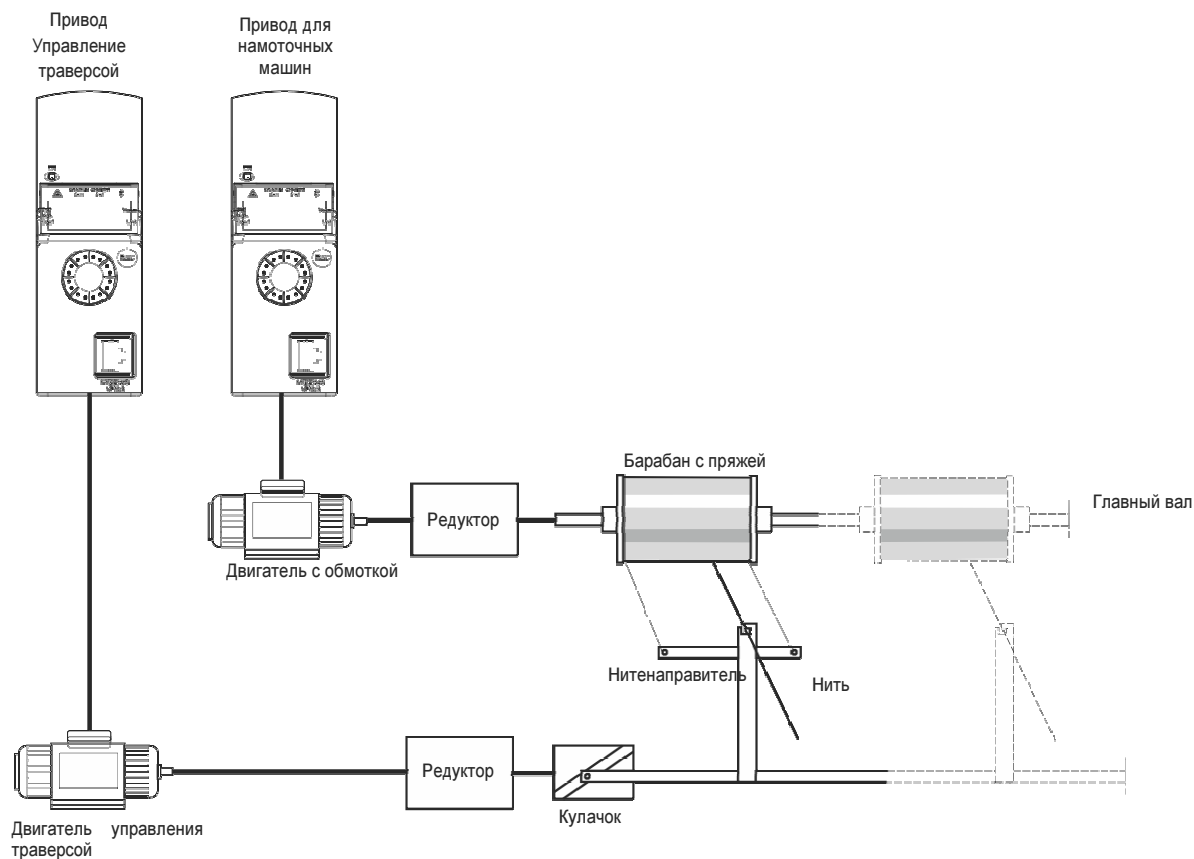 Привод
Управление
траверсой
Привод для
намоточных
машин
Барабан с пряжей
Главный вал
Редуктор
Двигатель с обмоткой
Нитенаправитель
Нить
Редуктор
Кулачок
Двигатель управления
траверсой